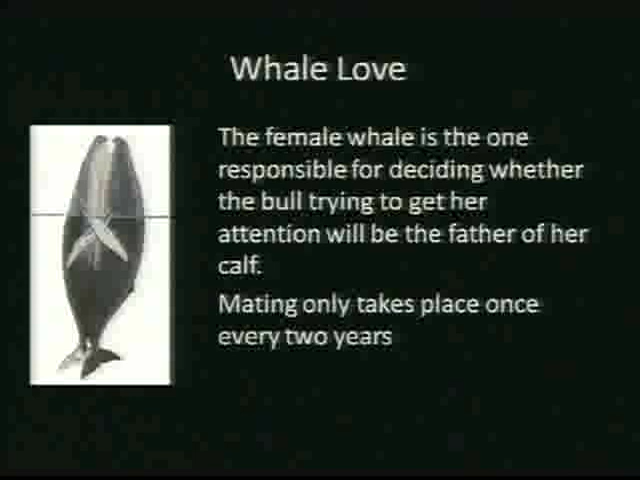 Whale Love
The female whale is the one
responsible for deciding whether
the bull trying to get her
attention will be the father of her
calf.
Mating only takes place once
every two years